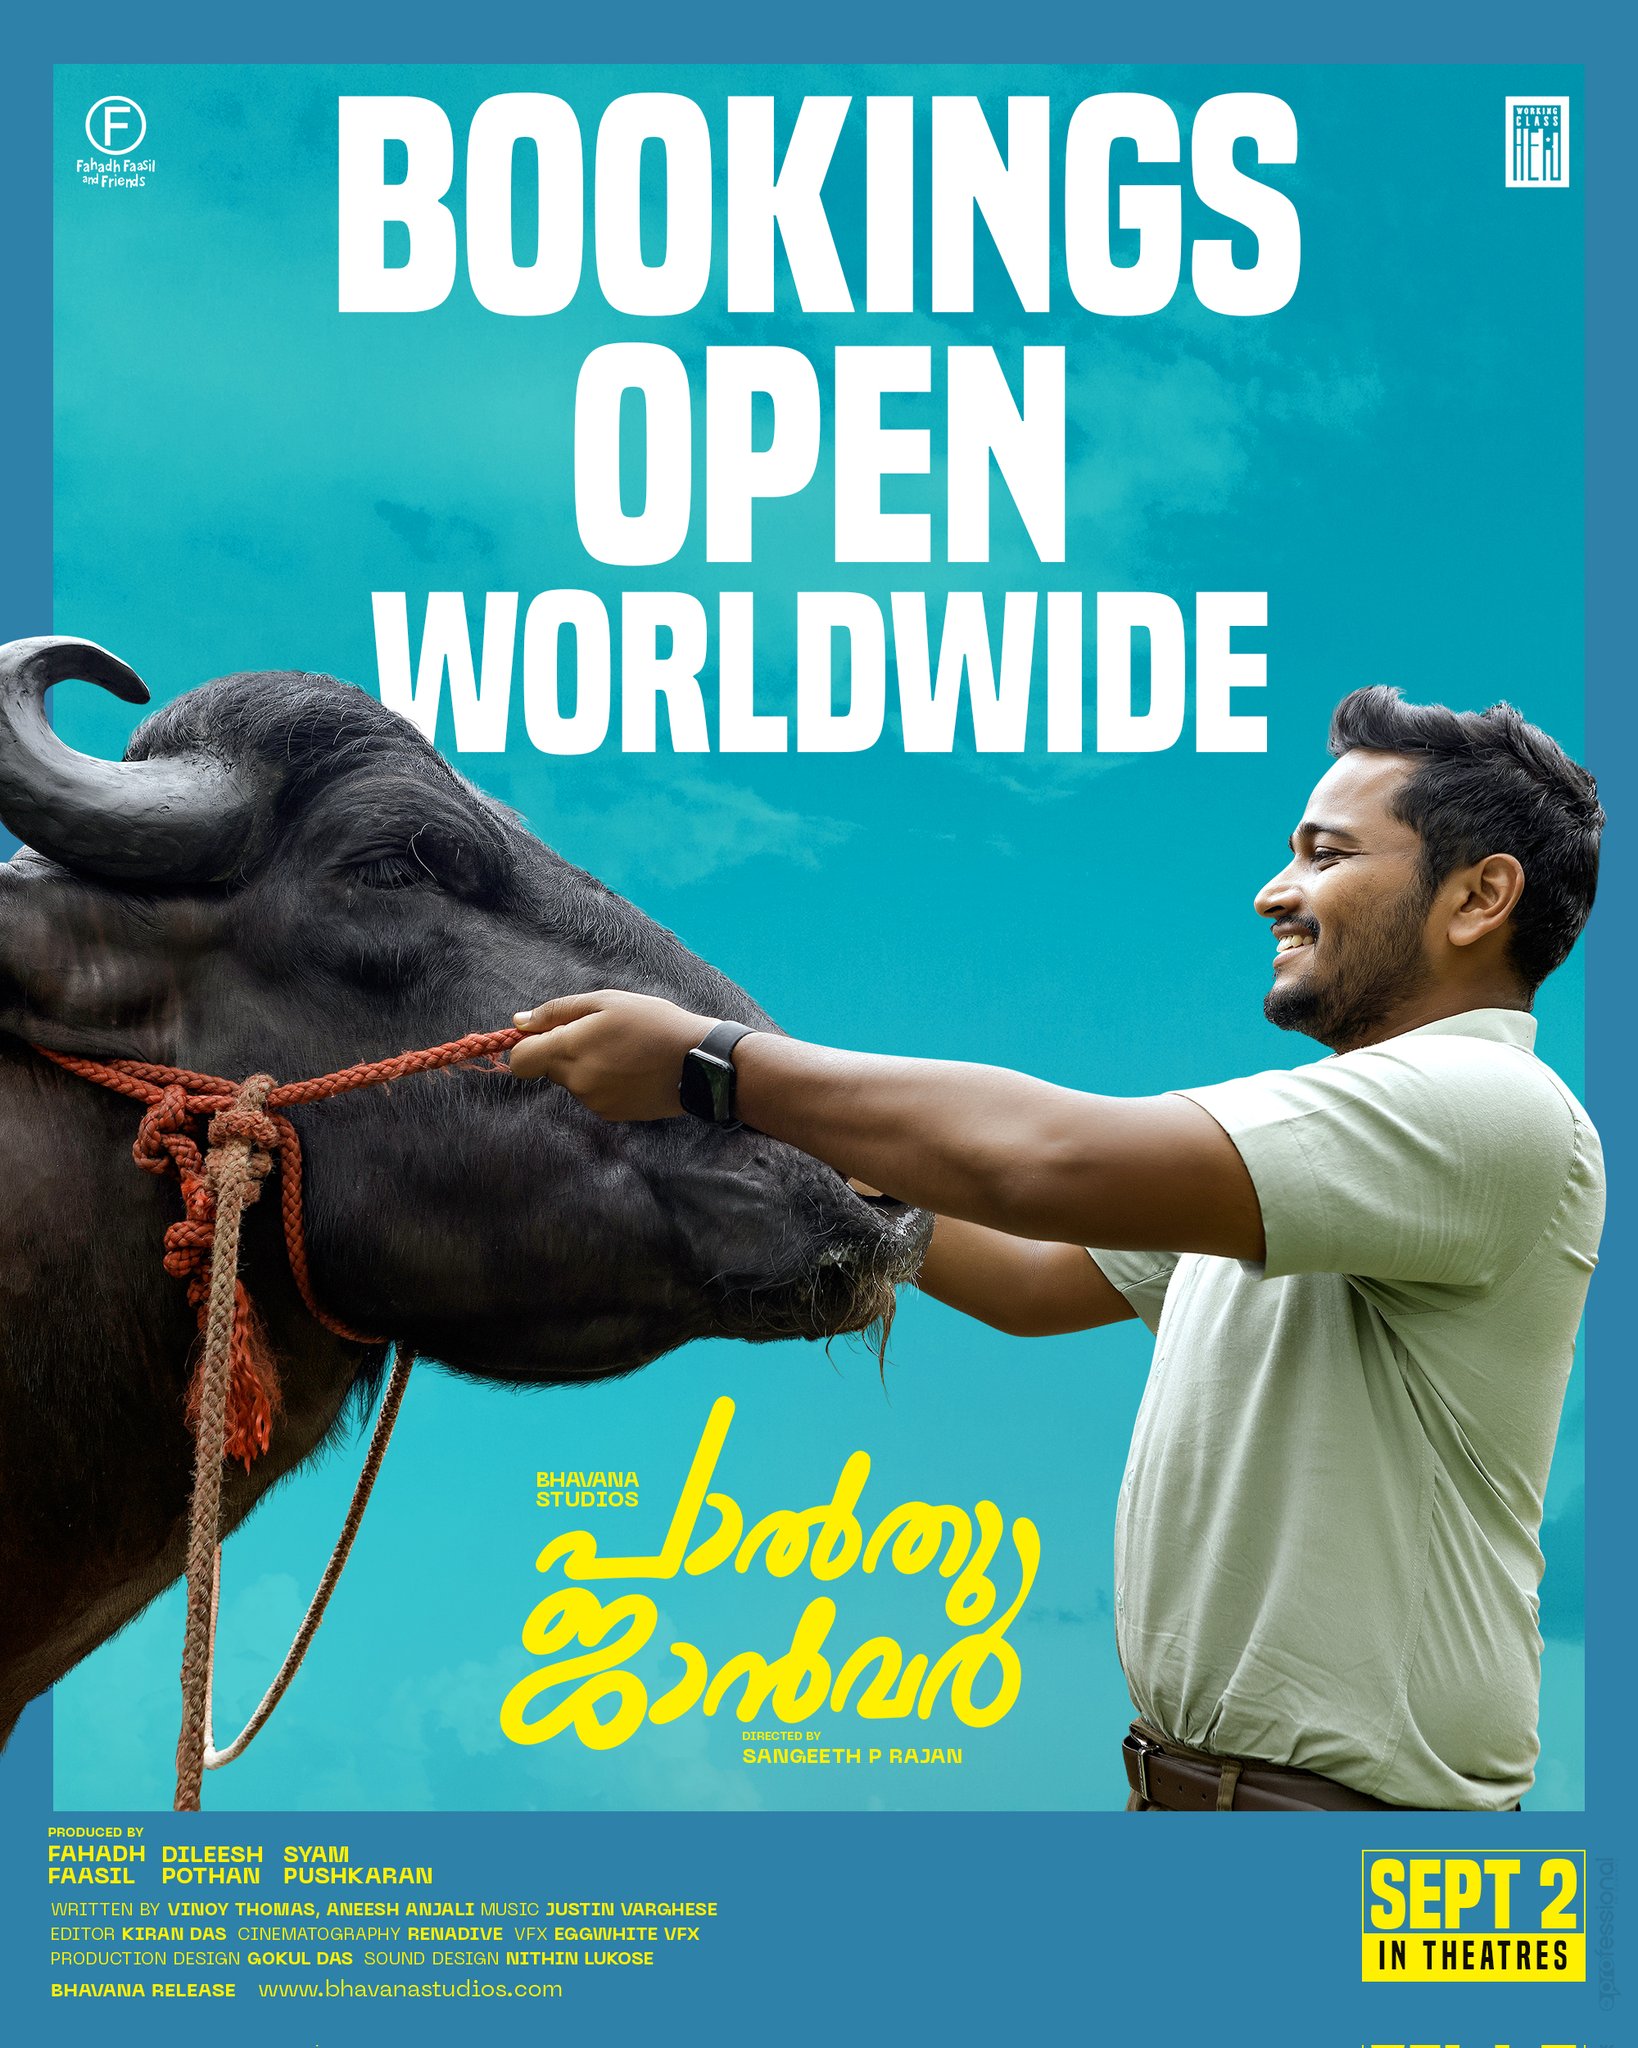 F
Fahadh Faasil
and Friends
WORKING
CLASS
HERO
BOOKINGS
OPEN
WORLDWIDE
BHAVANA
STUDIOS
പാൽതു
ജാൻവർ
DIRECTED BY
SANGEETH P RAJAN
PRODUCED BY
FAHADH FAASIL DILEESH POTHAN SYAM PUSHKARAN
WRITTEN BY VINOY THOMAS, ANEESH ANJALI MUSIC JUSTIN VARGHESE
EDITOR KIRAN DAS CINEMATOGRAPHY RENADIVE VFX EGGWHITE VFX
PRODUCTION DESIGN GOKUL DAS SOUND DESIGN NITHIN LUKOSE
BHAVANA RELEASE www.bhavanastudios.com
SEPT 2
IN THEATRES